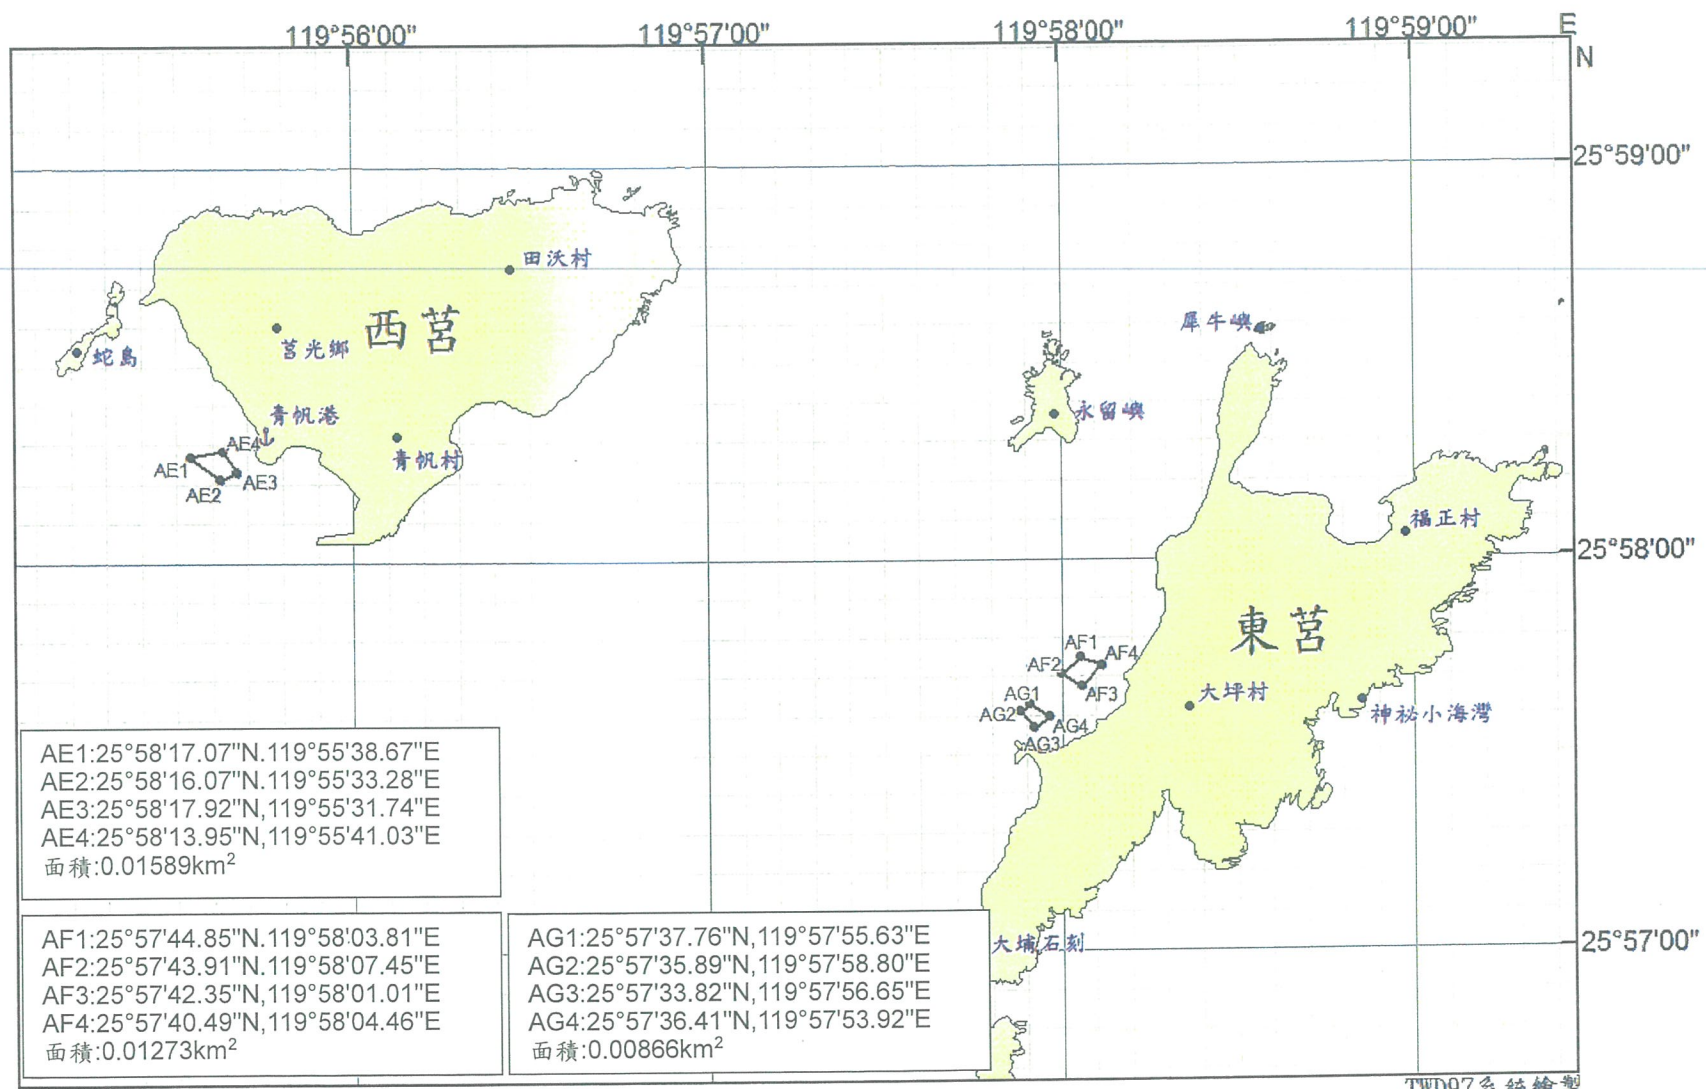 119°56'00"
119°57'00"
119°58'00"
119°59'00"
E
N
25°59'00"
田沃村
西莒
莒光鄉
蛇島
犀牛嶼
永留嶼
青帆港
AE4
AE1
AE3
AE2
青帆村
福正村
25°58'00"
東莒
AF1
AF4
AF2
AF3
大坪村
AG1
AG2
AG4
AG3
神祕小海灣
AE1:25°58'17.07"N.119°55'38.67"E
AE2:25°58'16.07"N,119°55'33.28"E
AE3:25°58'17.92"N,119°55'31.74"E
AE4:25°58'13.95"N,119°55'41.03"E
面積:0.01589km²
AF1:25°57'44.85"N.119°58'03.81"E
AF2:25°57'43.91"N.119°58'07.45"E
AF3:25°57'42.35"N,119°58'01.01"E
AF4:25°57'40.49"N,119°58'04.46"E
面積:0.01273km²
AG1:25°57'37.76"N,119°57'55.63"E
AG2:25°57'35.89"N,119°57'58.80"E
AG3:25°57'33.82"N,119°57'56.65"E
AG4:25°57'36.41"N,119°57'53.92"E
面積:0.00866km²
大埔石刻
25°57'00"
TWD97系統繪製